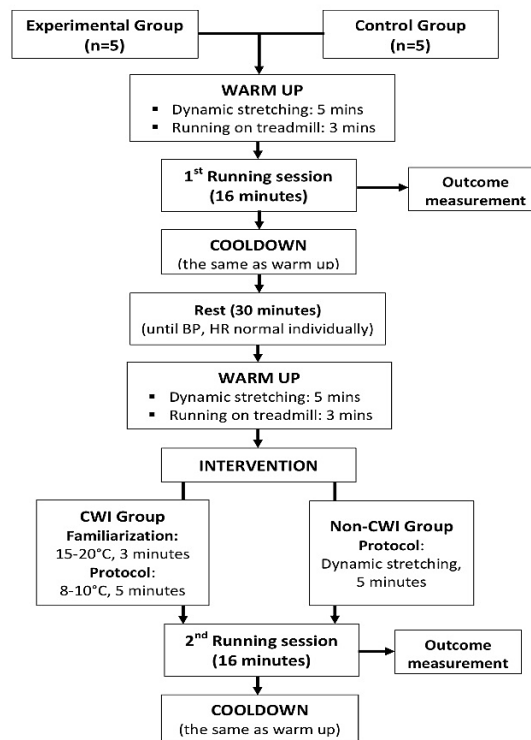 Experimental Group
(n=5)
Control Group
(n=5)
WARM UP
▪ Dynamic stretching: 5 mins
▪ Running on treadmill: 3 mins
1st Running session
(16 minutes)
Outcome
measurement
COOLDOWN
(the same as warm up)
Rest (30 minutes)
(until BP, HR normal individually)
WARM UP
▪ Dynamic stretching: 5 mins
▪ Running on treadmill: 3 mins
INTERVENTION
CWI Group
Familiarization:
15-20°C, 3 minutes
Protocol:
8-10°C, 5 minutes
Non-CWI Group
Protocol:
Dynamic stretching,
5 minutes
2nd Running session
(16 minutes)
Outcome
measurement
COOLDOWN
(the same as warm up)